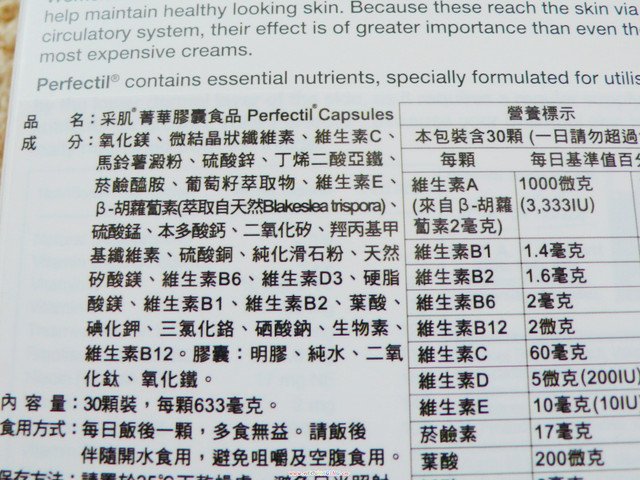 help maintain healthy looking skin. Because these reach the skin via
circulatory system, their effect is of greater importance than even th
most expensive creams.
Perfectil® contains essential nutrients, specially formulated for utilis
品 名：采肌®菁華膠囊食品 Perfectil®Capsules
成 分：氧化鎂、微結晶狀纖維素、維生素C、
馬鈴薯澱粉、硫酸鋅、丁烯二酸亞鐵、
菸鹼醯胺、葡萄籽萃取物、維生素E、
β-胡蘿蔔素(萃取自天然Blakeslea trispora)、
硫酸錳、本多酸鈣、二氧化矽、羥丙基甲
基纖維素、硫酸銅、純化滑石粉、天然
矽酸鎂、維生素B6、維生素D3、硬脂
酸鎂、維生素B1、維生素B2、葉酸、
碘化鉀、三氯化鉻、硒酸鈉、生物素、
維生素B12。膠囊：明膠、純水、二氧
化鈦、氧化鐵。
內 容 量：30顆裝，每顆633毫克。
食用方式：每日飯後一顆，多食無益。請飯後
伴隨開水食用，避免咀嚼及空腹食用。
營養標示
本包裝含30顆 (一日請勿超過
每顆 每日基準值百分
維生素A 1000微克
(來自β-胡蘿 (3,333IU)
蔔素2毫克)
維生素B1 1.4毫克
維生素B2 1.6毫克
維生素B6 2毫克
維生素B12 2微克
維生素C 60毫克
維生素D 5微克(200IU)
維生素E 10毫克(10IU)
菸鹼素 17毫克
葉酸 200微克